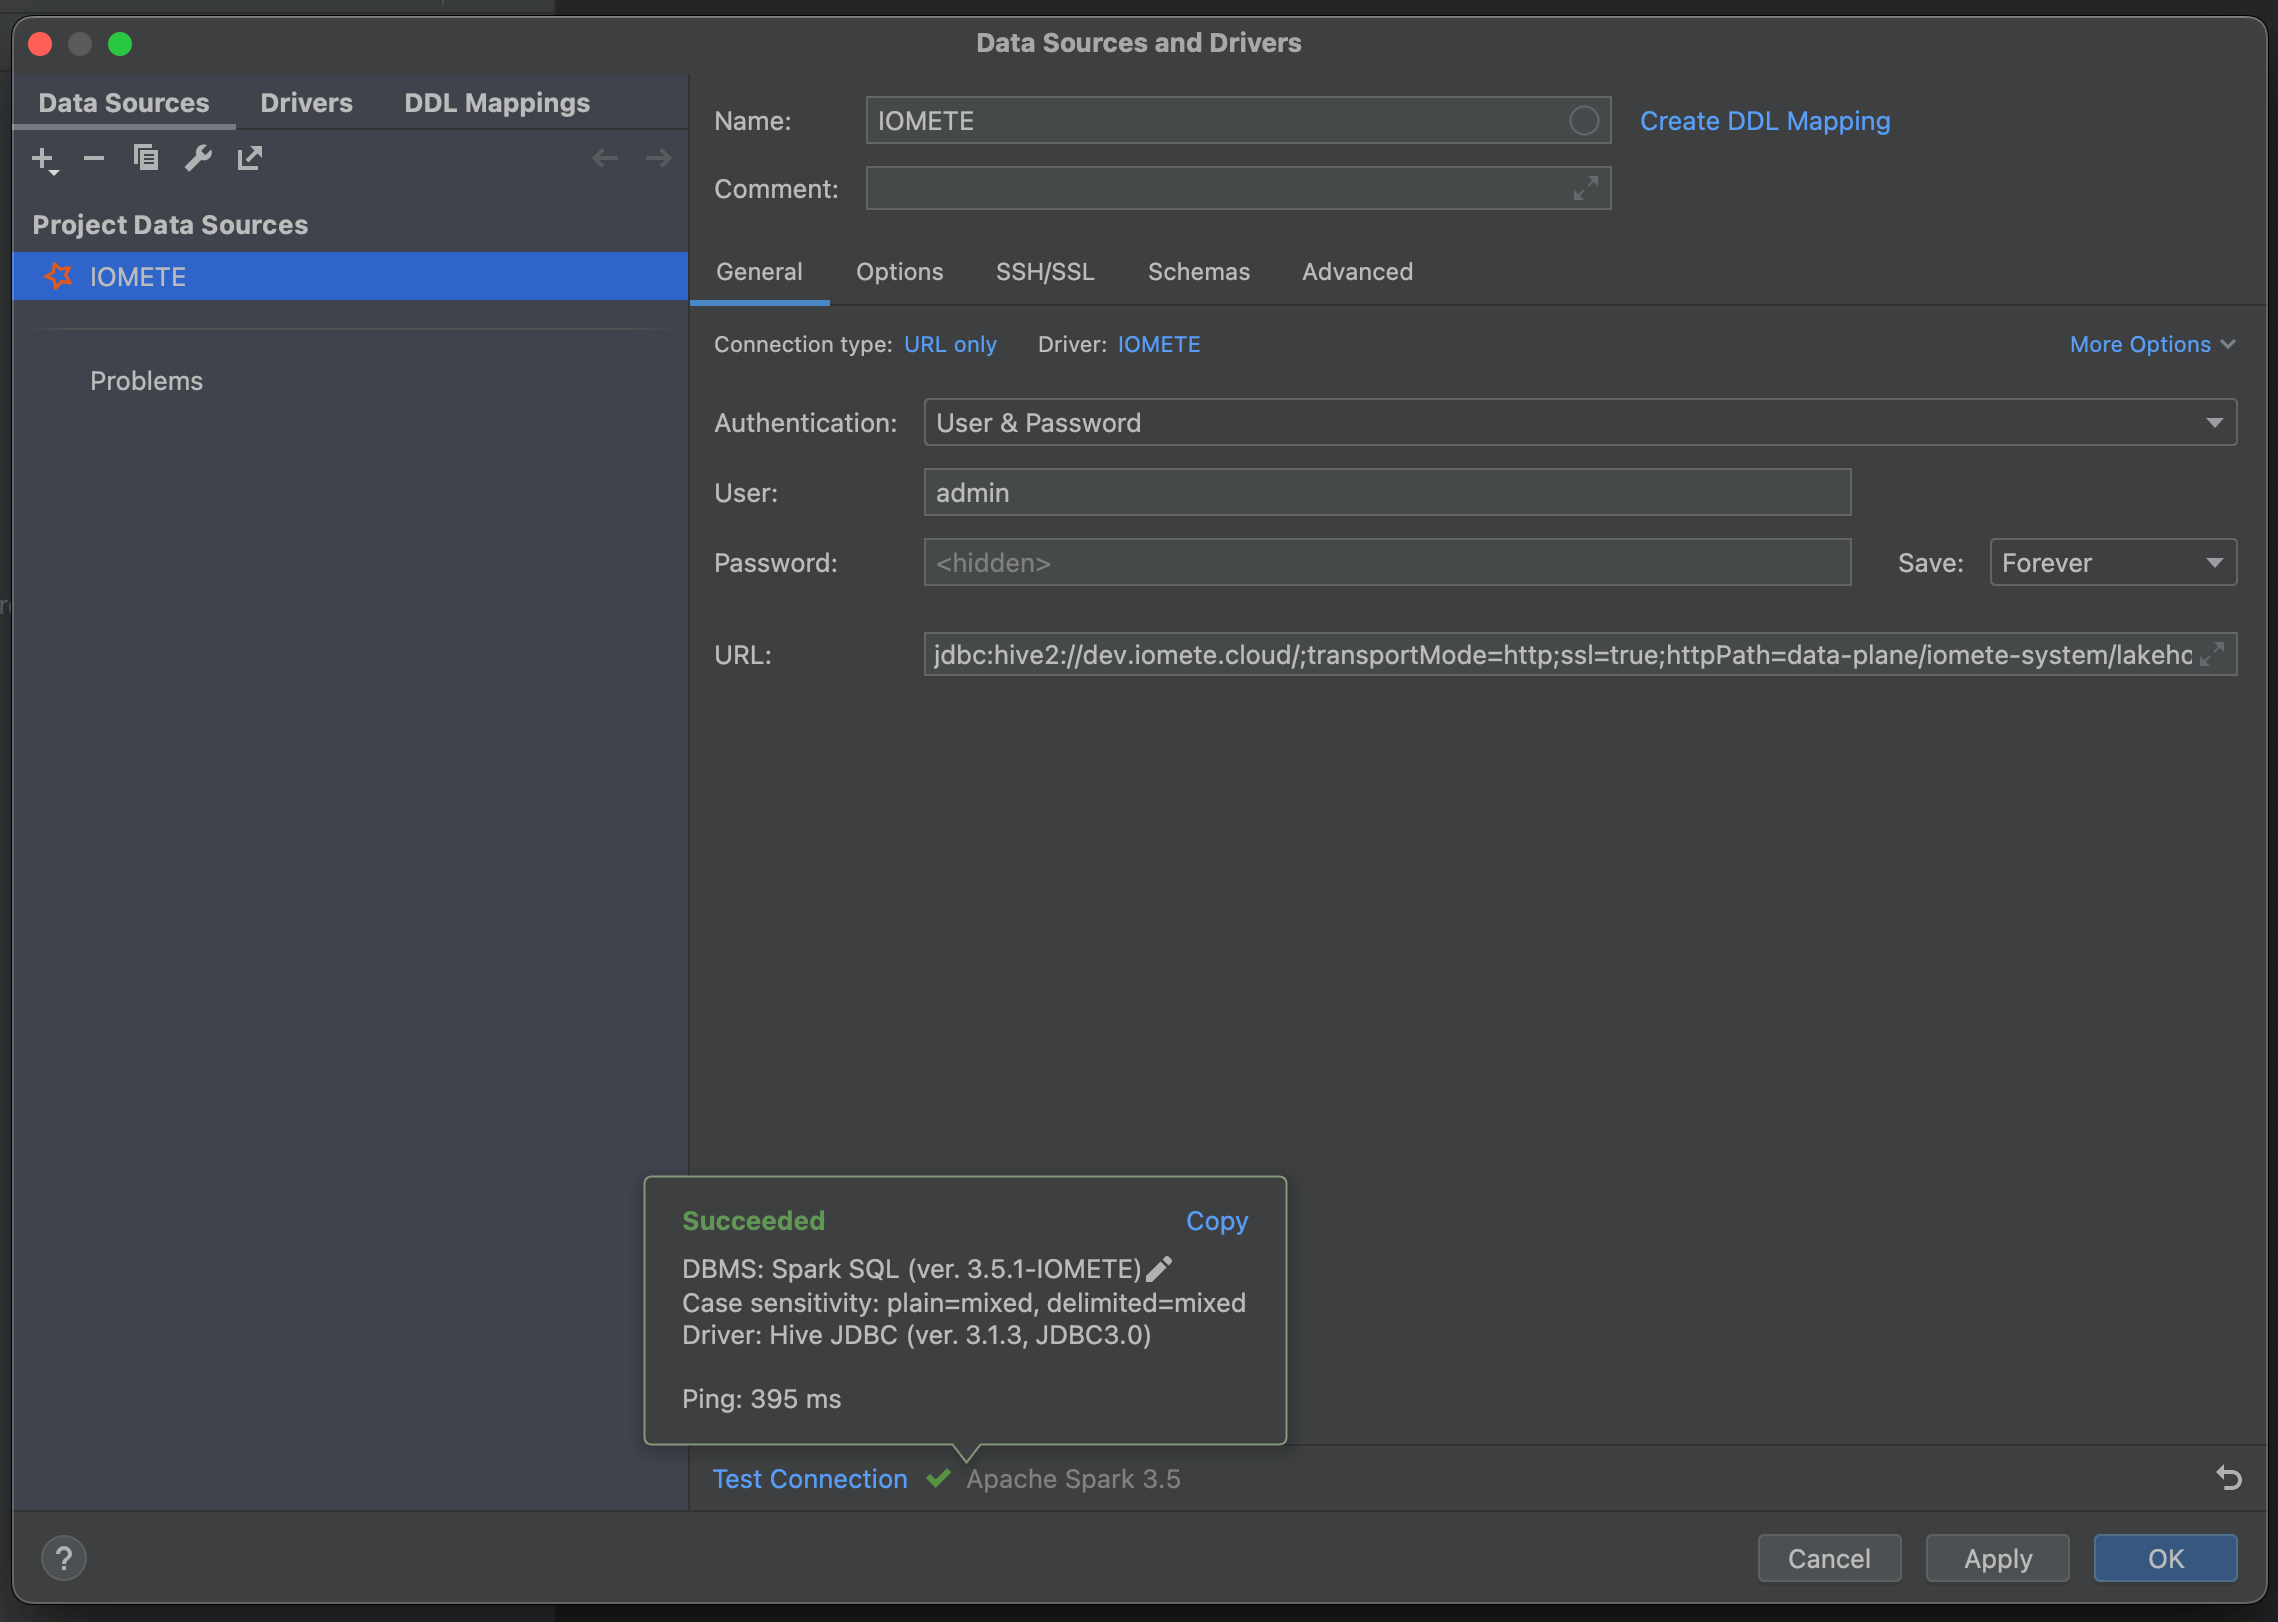 Data Sources and Drivers
Data Sources Drivers DDL Mappings
Project Data Sources
IOMETE
Problems
Name: IOMETE Create DDL Mapping
Comment:
General Options SSH/SSL Schemas Advanced
Connection type: URL only Driver: IOMETE More Options
Authentication: User & Password
User: admin
Password: <hidden> Save: Forever
URL: jdbc:hive2://dev.iomete.cloud/;transportMode=http;ssl=true;httpPath=data-plane/iomete-system/lakeho
Succeeded Copy
DBMS: Spark SQL (ver. 3.5.1-IOMETE)
Case sensitivity: plain=mixed, delimited=mixed
Driver: Hive JDBC (ver. 3.1.3, JDBC3.0)
Ping: 395 ms
Test Connection Apache Spark 3.5
? Cancel Apply OK